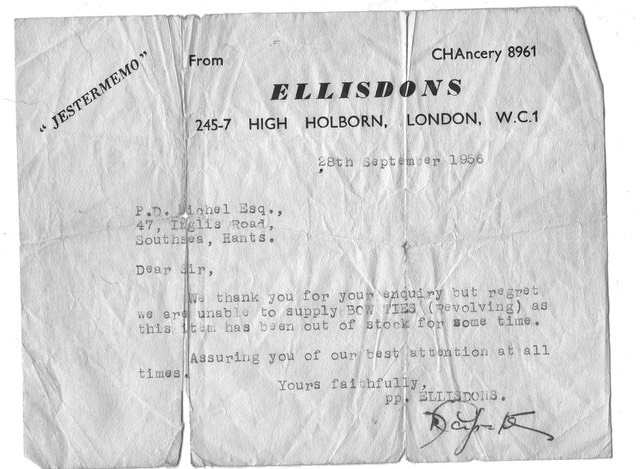 "JESTERMEMO"
From
CHAncery 8961
ELLISDONS
245-7 HIGH HOLBORN, LONDON, W.C.1
28th September 1956
P.D. Michel Esq.,
47, Inglis Road,
Southsea, Hants.
Dear Sir,
We thank you for your enquiry but regret
we are unable to supply BOW TIES (Revolving) as
this item has been out of stock for some time.
Assuring you of our best attention at all
times.
Yours faithfully,
pp. ELLISDONS.